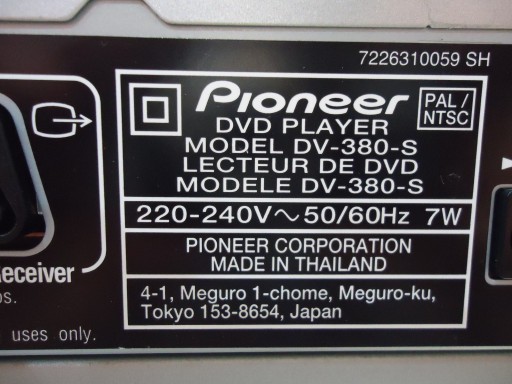 7226310059 SH
Pioneer
PAL /
NTSC
DVD PLAYER
MODEL DV-380-S
LECTEUR DE DVD
MODELE DV-380-S
220-240V～50/60Hz 7W
PIONEER CORPORATION
MADE IN THAILAND
4-1, Meguro 1-chome, Meguro-ku,
Tokyo 153-8654, Japan
uses only.